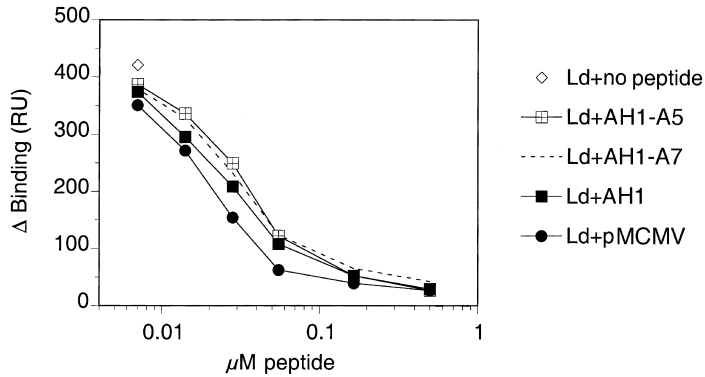 500
400
300
200
100
0
Δ Binding (RU)
0.01
0.1
1
µM peptide
Ld+no peptide
Ld+AH1-A5
Ld+AH1-A7
Ld+AH1
Ld+pMCMV